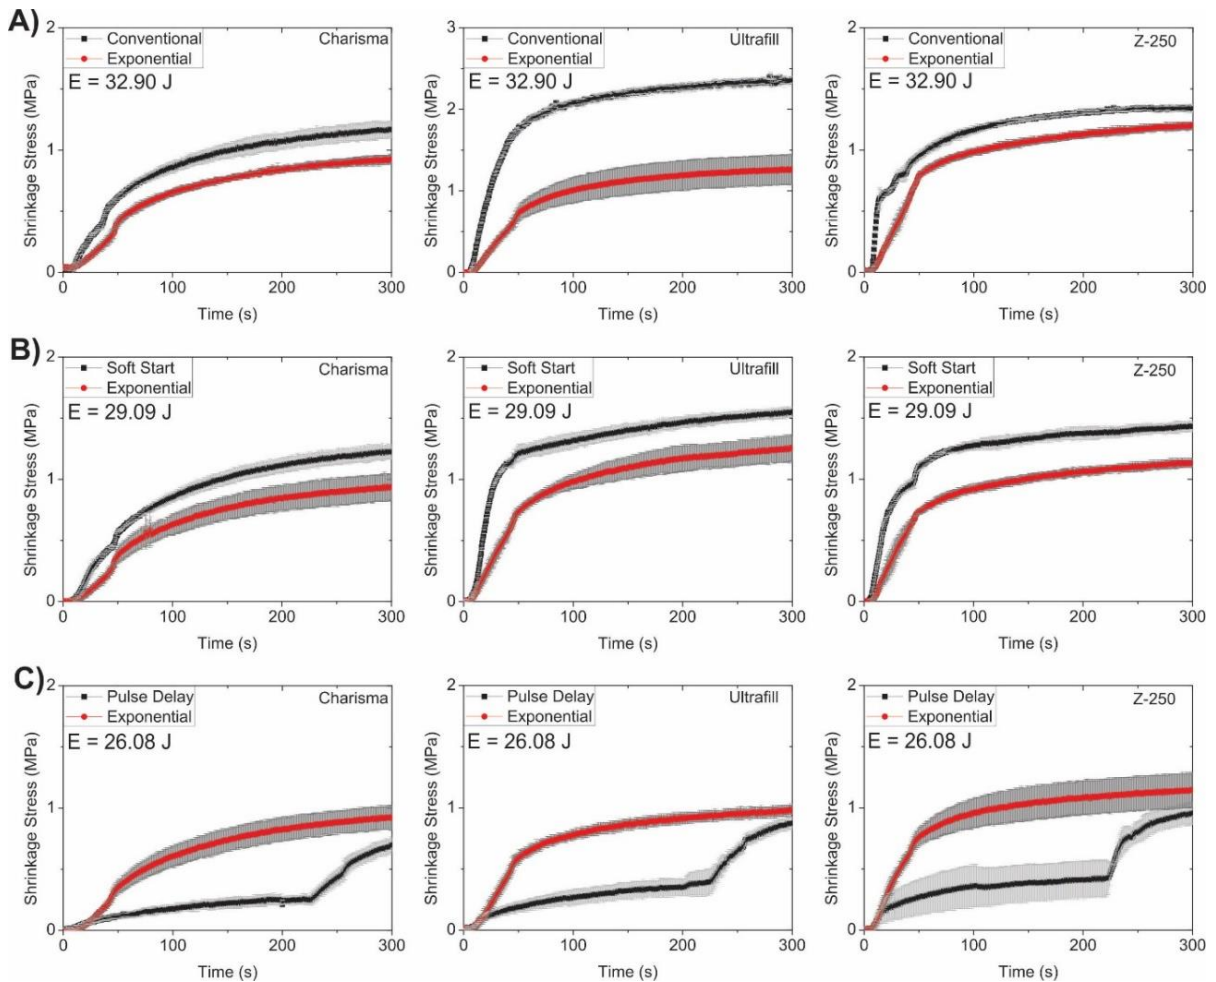 A)
Conventional
Exponential
E = 32.90 J
Charisma
Shrinkage Stress (MPa)
2
1
0
0 100 200 300
Time (s)
Conventional
Exponential
E = 32.90 J
Ultrafill
Shrinkage Stress (MPa)
3
2
1
0
0 100 200 300
Time (s)
Conventional
Exponential
E = 32.90 J
Z-250
Shrinkage Stress (MPa)
2
1
0
0 100 200 300
Time (s)
B)
Soft Start
Exponential
E = 29.09 J
Charisma
Shrinkage Stress (MPa)
2
1
0
0 100 200 300
Time (s)
Soft Start
Exponential
E = 29.09 J
Ultrafill
Shrinkage Stress (MPa)
2
1
0
0 100 200 300
Time (s)
Soft Start
Exponential
E = 29.09 J
Z-250
Shrinkage Stress (MPa)
2
1
0
0 100 200 300
Time (s)
C)
Pulse Delay
Exponential
E = 26.08 J
Charisma
Shrinkage Stress (MPa)
2
1
0
0 100 200 300
Time (s)
Pulse Delay
Exponential
E = 26.08 J
Ultrafill
Shrinkage Stress (MPa)
2
1
0
0 100 200 300
Time (s)
Pulse Delay
Exponential
E = 26.08 J
Z-250
Shrinkage Stress (MPa)
2
1
0
0 100 200 300
Time (s)